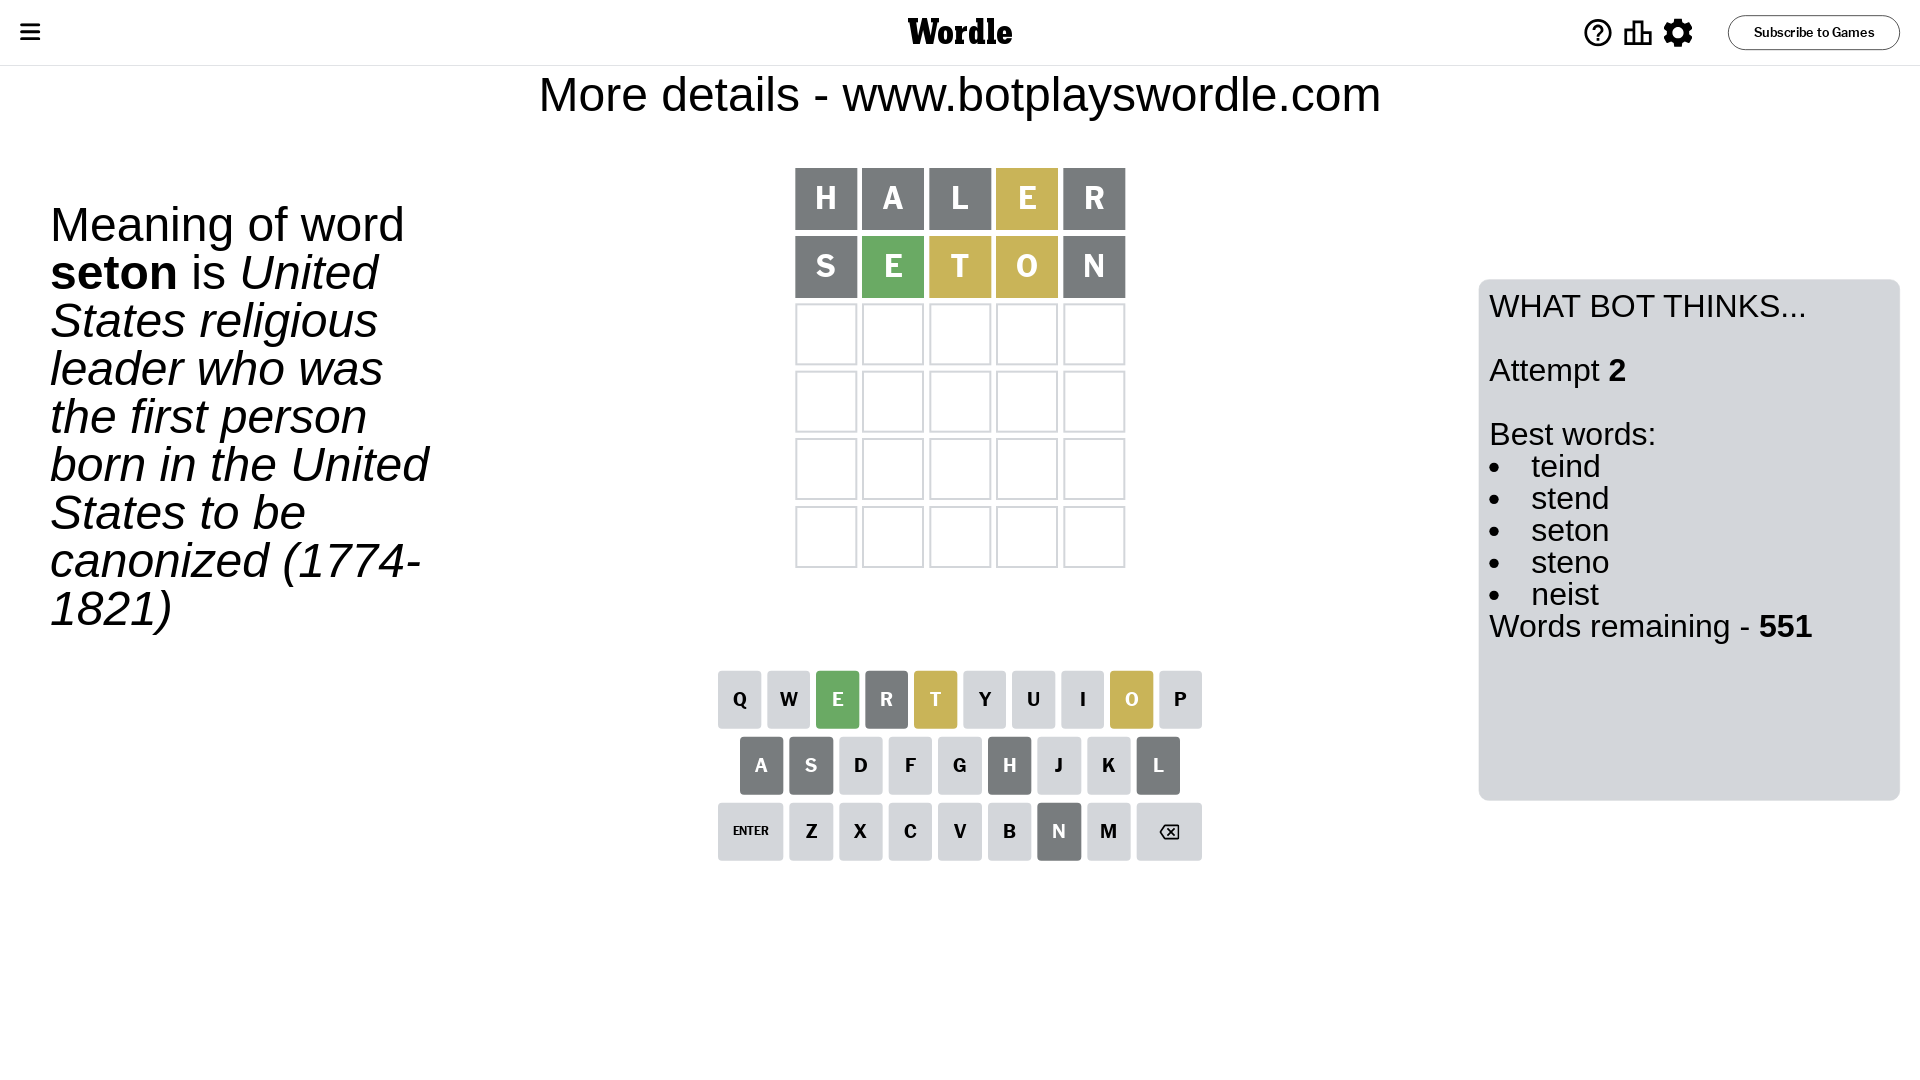 Wordle
Subscribe to Games
More details - www.botplayswordle.com
Meaning of word
seton is United
States religious
leader who was
the first person
born in the United
States to be
canonized (1774-
1821)
H A L E R
S E T O N
WHAT BOT THINKS...
Attempt 2
Best words:
• teind
• stend
• seton
• steno
• neist
Words remaining - 551
Q W E R T Y U I O P
A S D F G H J K L
ENTER Z X C V B N M